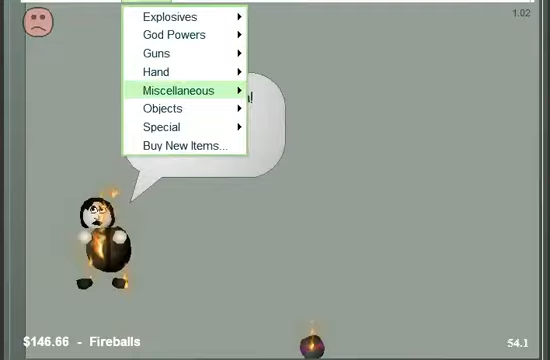 1.02
Explosives
God Powers
Guns
Hand
Miscellaneous
Objects
Special
Buy New Items...
$146.66 - Fireballs
54.1